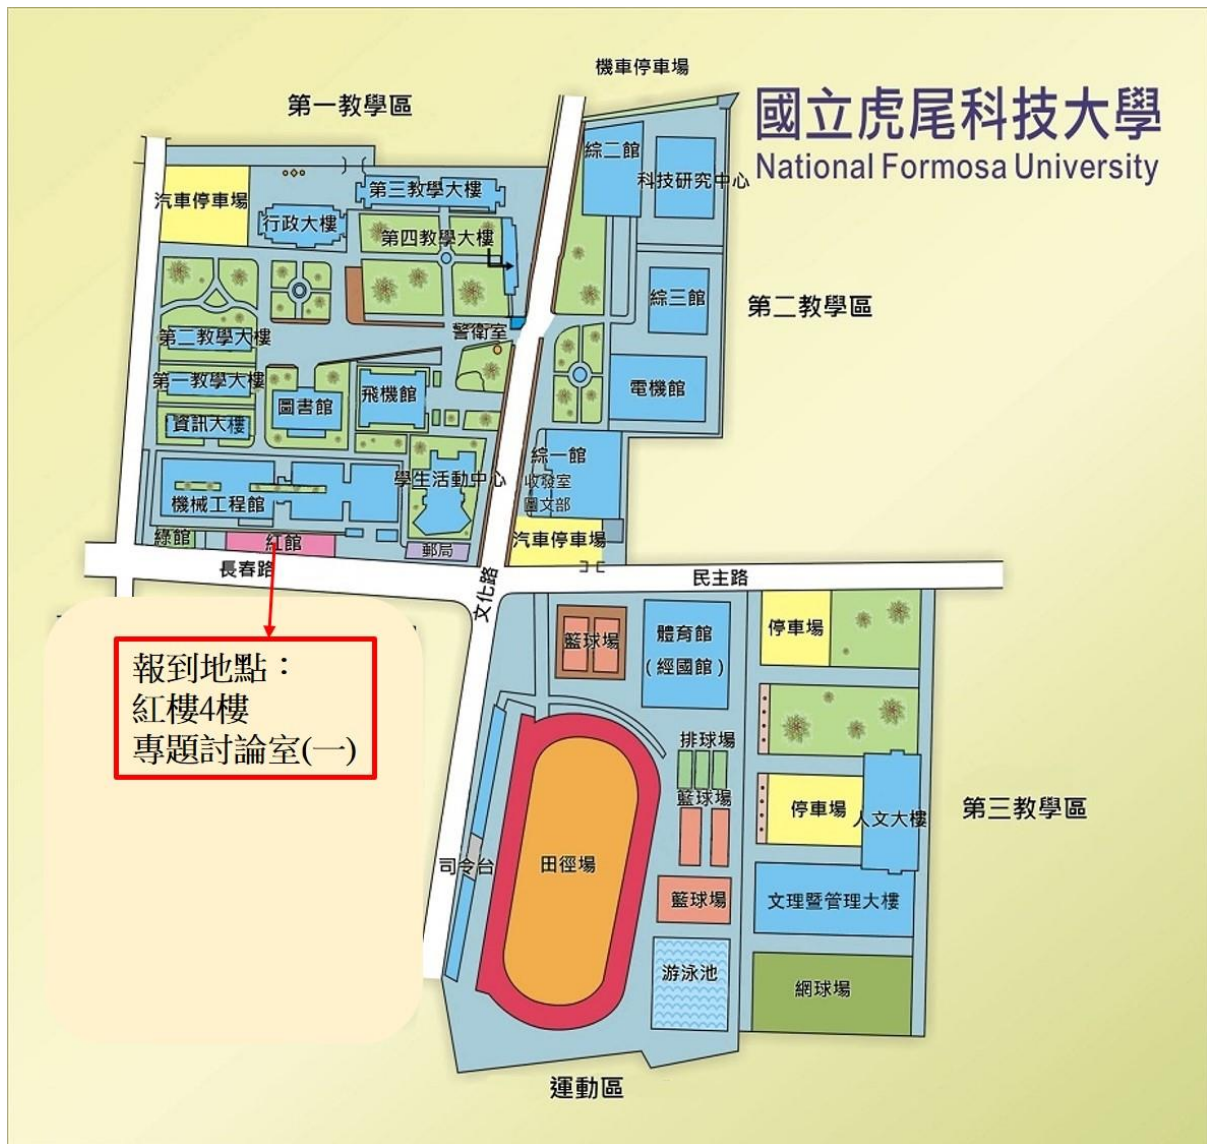 機車停車場
第一教學區
國立虎尾科技大學
National Formosa University
綜二館
科技研究中心
第三教學大樓
汽車停車場
行政大樓
第四教學大樓
綜三館
第二教學區
警衛室
第二教學大樓
第一教學大樓
飛機館
電機館
圖書館
資訊大樓
綜一館
收發室
圖文部
學生活動中心
機械工程館
綠館
紅館
郵局
汽車停車場
長春路
文化路
民主路
籃球場
體育館
(經國館)
停車場
報到地點：
紅樓4樓
專題討論室(一)
排球場
籃球場
停車場
人文大樓
第三教學區
司令台
田徑場
籃球場
文理暨管理大樓
游泳池
網球場
運動區